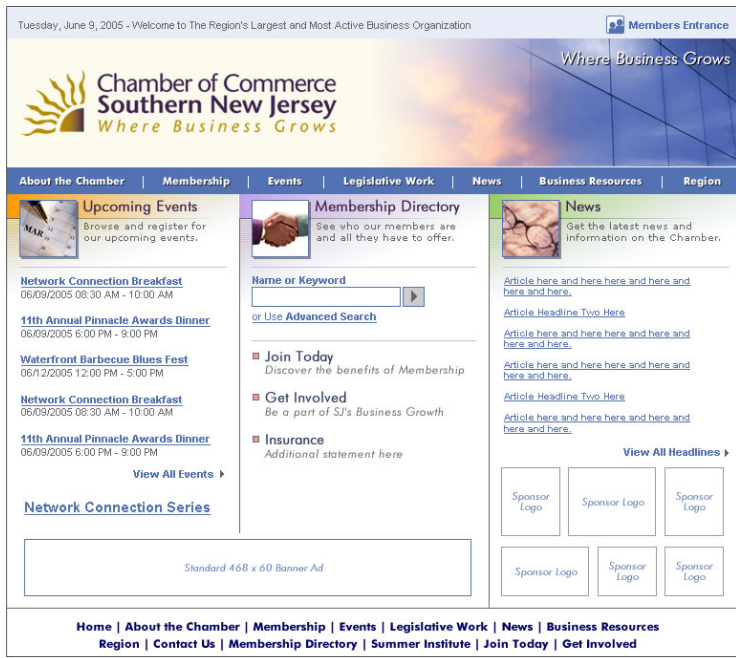 Tuesday, June 9, 2005 - Welcome to The Region's Largest and Most Active Business Organization
Members Entrance
Where Business Grows
Chamber of Commerce
Southern New Jersey
Where Business Grows
About the Chamber | Membership | Events | Legislative Work | News | Business Resources | Region
MAR
Upcoming Events
Browse and register for
our upcoming events.
Network Connection Breakfast
06/09/2005 08:30 AM - 10:00 AM
11th Annual Pinnacle Awards Dinner
06/09/2005 6:00 PM - 9:00 PM
Waterfront Barbecue Blues Fest
06/12/2005 12:00 PM - 5:00 PM
Network Connection Breakfast
06/09/2005 08:30 AM - 10:00 AM
11th Annual Pinnacle Awards Dinner
06/09/2005 6:00 PM - 9:00 PM
View All Events
Network Connection Series
Membership Directory
See who our members are
and all they have to offer.
Name or Keyword
or Use Advanced Search
Join Today
Discover the benefits of Membership
Get Involved
Be a part of SJ's Business Growth
Insurance
Additional statement here
News
Get the latest news and
information on the Chamber.
Article here and here here and here and
here and here.
Article Headline Two Here
Article here and here here and here and
here and here.
Article here and here here and here and
here and here.
Article Headline Two Here
Article here and here here and here and
here and here.
View All Headlines
Sponsor
Logo
Sponsor Logo
Sponsor
Logo
Sponsor Logo
Sponsor
Logo
Sponsor
Logo
Standard 468 x 60 Banner Ad
Home | About the Chamber | Membership | Events | Legislative Work | News | Business Resources
Region | Contact Us | Membership Directory | Summer Institute | Join Today | Get Involved